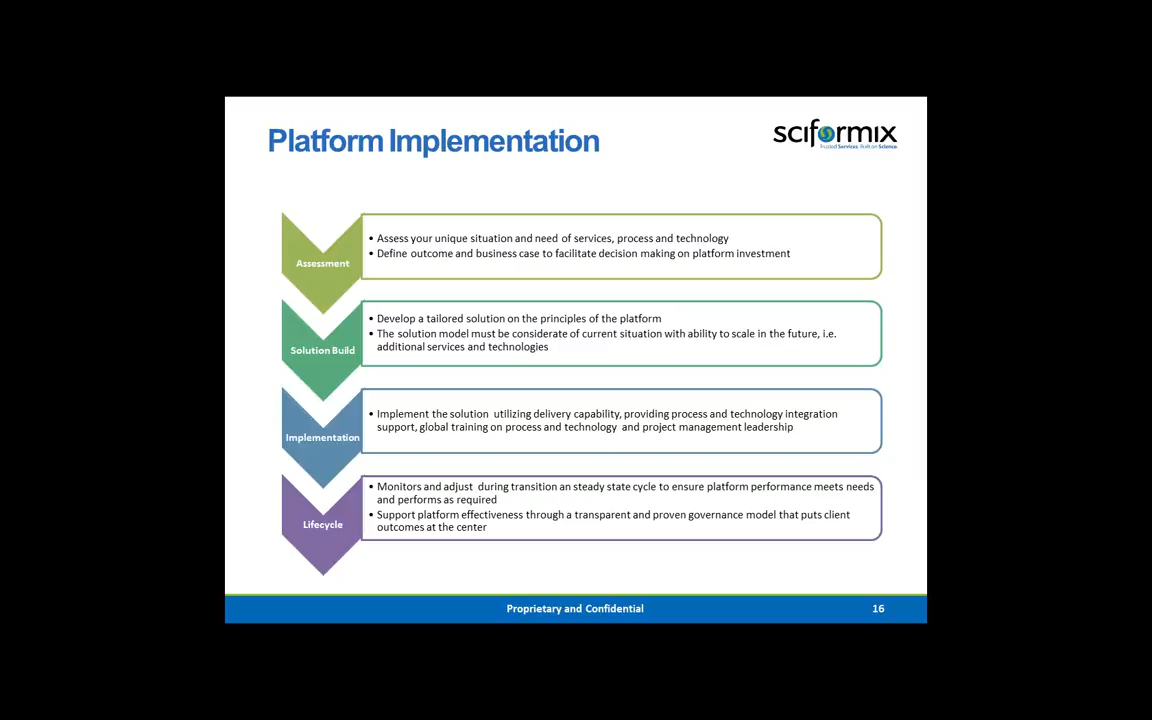 Platform Implementation
sciformix
Trusted Services. Built on Science.
Assessment
• Assess your unique situation and need of services, process and technology
• Define outcome and business case to facilitate decision making on platform investment
Solution Build
• Develop a tailored solution on the principles of the platform
• The solution model must be considerate of current situation with ability to scale in the future, i.e.
additional services and technologies
Implementation
• Implement the solution utilizing delivery capability, providing process and technology integration
support, global training on process and technology and project management leadership
Lifecycle
• Monitors and adjust during transition an steady state cycle to ensure platform performance meets needs
and performs as required
• Support platform effectiveness through a transparent and proven governance model that puts client
outcomes at the center
Proprietary and Confidential
16